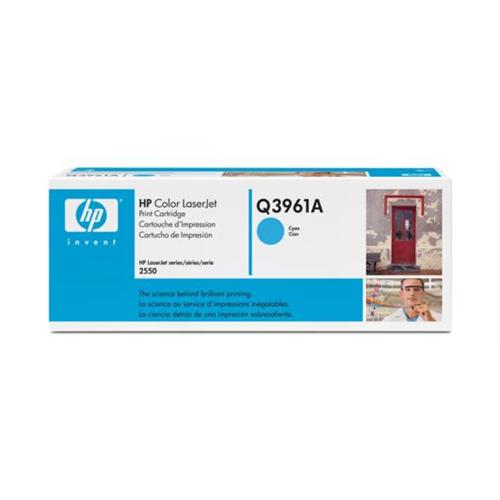 hp
invent
HP Color LaserJet
Print Cartridge
Cartouche d'Impression
Cartucho de Impresión
HP LaserJet series/séries/serie
2550
Q3961A
Cyan
Cian
The science behind brilliant printing.
La science au service d'impressions inégalables.
La ciencia detrás de una impresión sobresaliente.